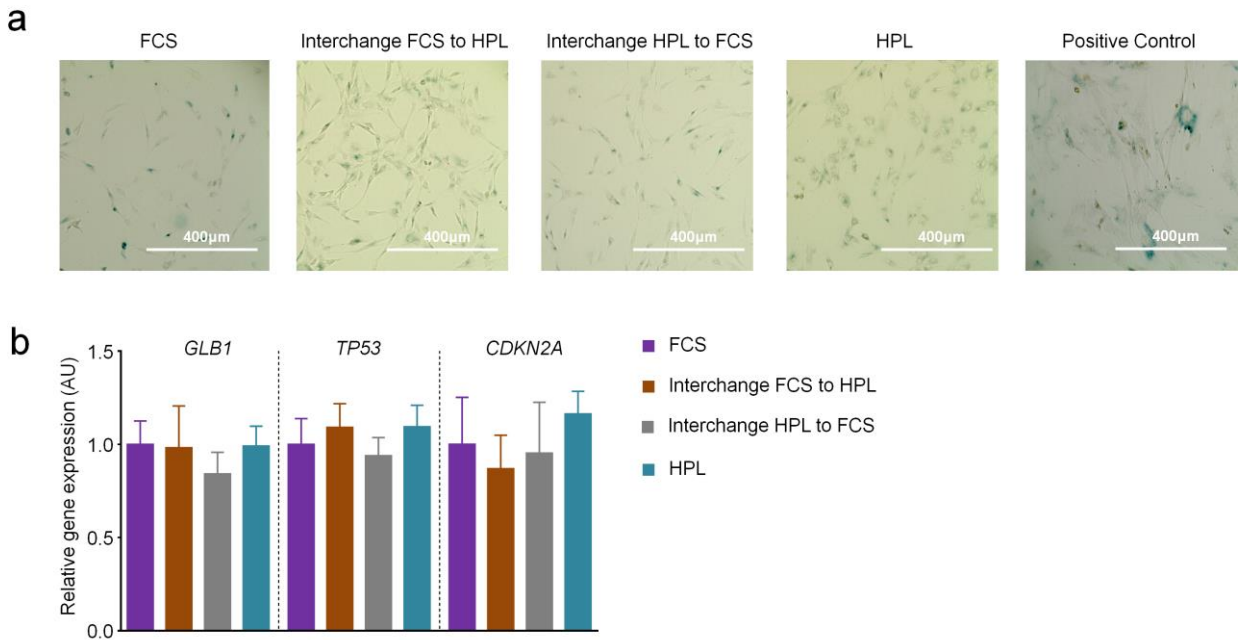 a
FCS
Interchange FCS to HPL
Interchange HPL to FCS
HPL
Positive Control
400µm
400µm
400µm
400µm
400µm
b
Relative gene expression (AU)
1.5
1.0
0.5
0.0
GLB1
TP53
CDKN2A
FCS
Interchange FCS to HPL
Interchange HPL to FCS
HPL